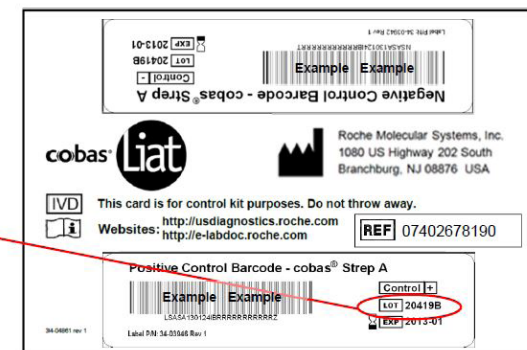 Label P/N: 34-03942 Rev 1
NSASA130124IBRRRRRRRRRRRT
Example Example
EXP 2013-01
LOT 20419B
Control -
Negative Control Barcode - cobas® Strep A
cobas® Liat
Roche Molecular Systems, Inc.
1080 US Highway 202 South
Branchburg, NJ 08876 USA
IVD This card is for control kit purposes. Do not throw away.
i Websites: http://usdiagnostics.roche.com
http://e-labdoc.roche.com
REF 07402678190
Positive Control Barcode - cobas® Strep A
Example Example
LSASA130124IBRRRRRRRRRRRZ
Label P/N: 34-03946 Rev 1
Control +
LOT 20419B
EXP 2013-01
34-04061 rev 1